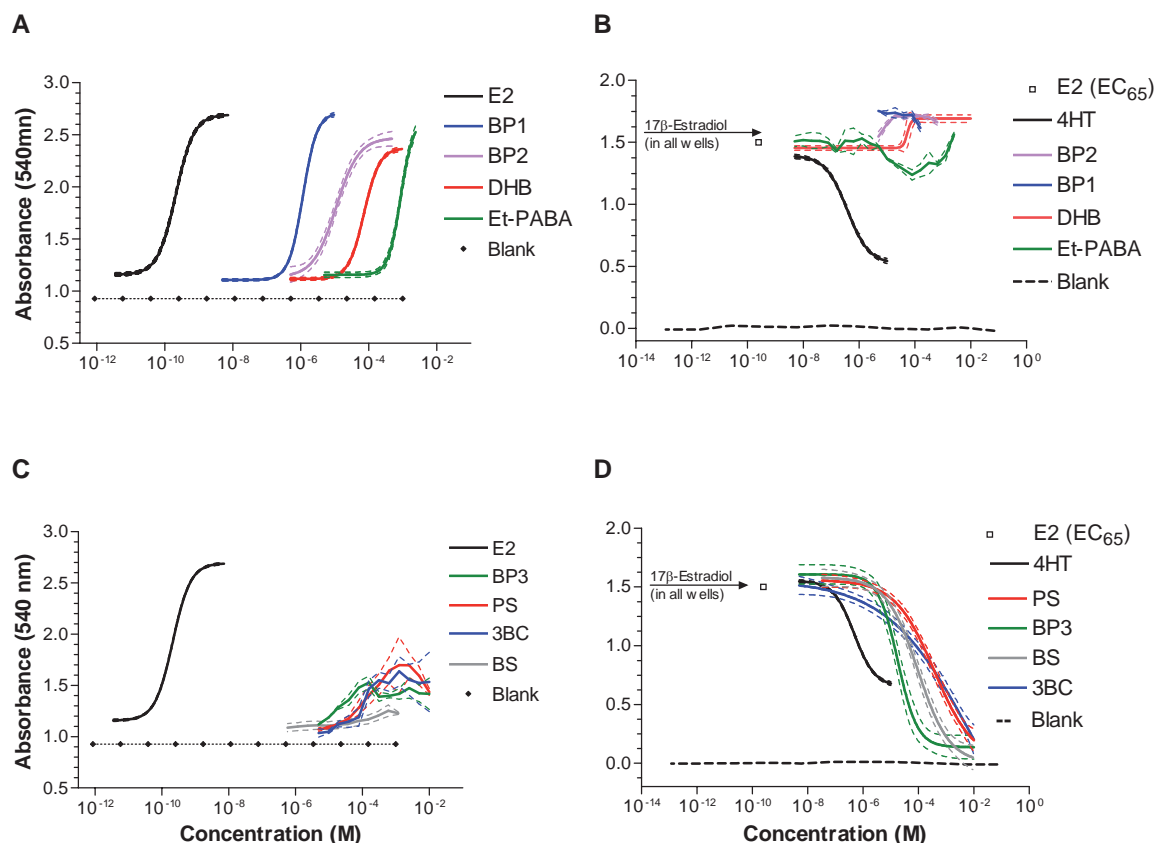 A
Absorbance (540mn)
3.0
2.5
2.0
1.5
1.0
0.5
10-12
10-10
10-8
10-6
10-4
10-2
E2
BP1
BP2
DHB
Et-PABA
Blank
B
2.0
1.5
1.0
0.5
0.0
17β-Estradiol
(in all wells)
10-14
10-12
10-10
10-8
10-6
10-4
10-2
100
E2 (EC65)
4HT
BP2
BP1
DHB
Et-PABA
Blank
C
Absorbance (540 nm)
3.0
2.5
2.0
1.5
1.0
0.5
10-12
10-10
10-8
10-6
10-4
10-2
Concentration (M)
E2
BP3
PS
3BC
BS
Blank
D
2.0
1.5
1.0
0.5
0.0
17β-Estradiol
(in all wells)
10-14
10-12
10-10
10-8
10-6
10-4
10-2
100
Concentration (M)
E2 (EC65)
4HT
PS
BP3
BS
3BC
Blank